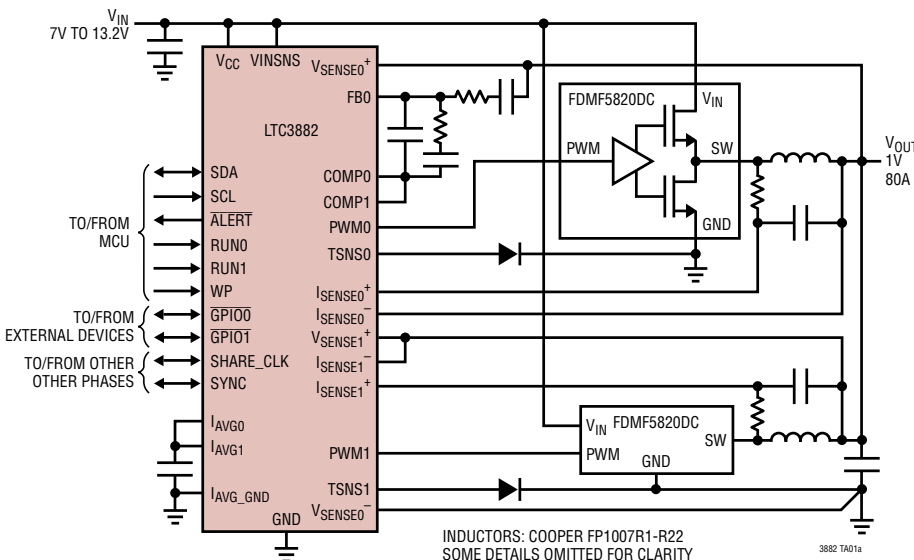 VIN
7V TO 13.2V
VCC
VINSNS
VSENSE0+
FB0
LTC3882
FDMF5820DC
VIN
PWM
SW
GND
VOUT
1V
80A
SDA
SCL
ALERT
RUN0
RUN1
WP
TO/FROM
MCU
COMP0
COMP1
PWM0
TSNS0
ISENSE0+
ISENSE0−
VSENSE1+
ISENSE1−
ISENSE1+
GPIO0
GPIO1
TO/FROM
EXTERNAL DEVICES
SHARE_CLK
SYNC
TO/FROM OTHER
OTHER PHASES
IAVG0
IAVG1
IAVG_GND
GND
PWM1
TSNS1
VSENSE0−
VIN FDMF5820DC
SW
PWM
GND
INDUCTORS: COOPER FP1007R1-R22
SOME DETAILS OMITTED FOR CLARITY
3882 TA01a